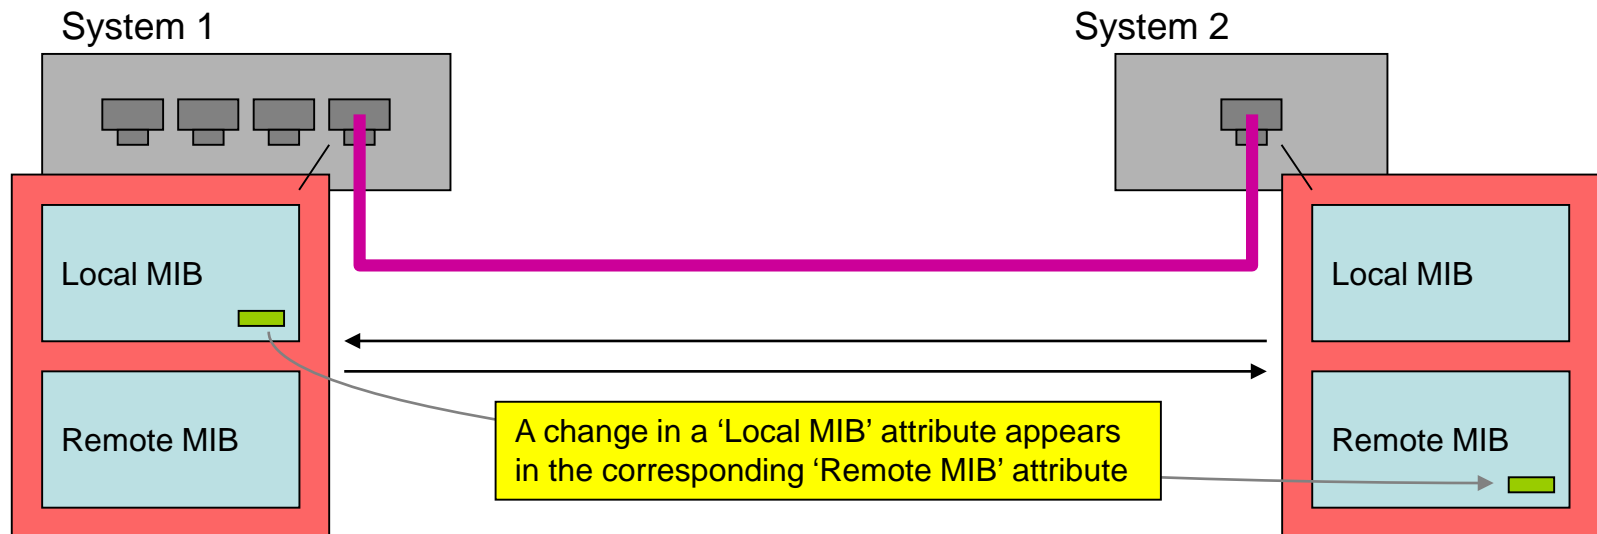 System 1
System 2
Local MIB
Local MIB
Remote MIB
A change in a ‘Local MIB’ attribute appears
in the corresponding ‘Remote MIB’ attribute
Remote MIB